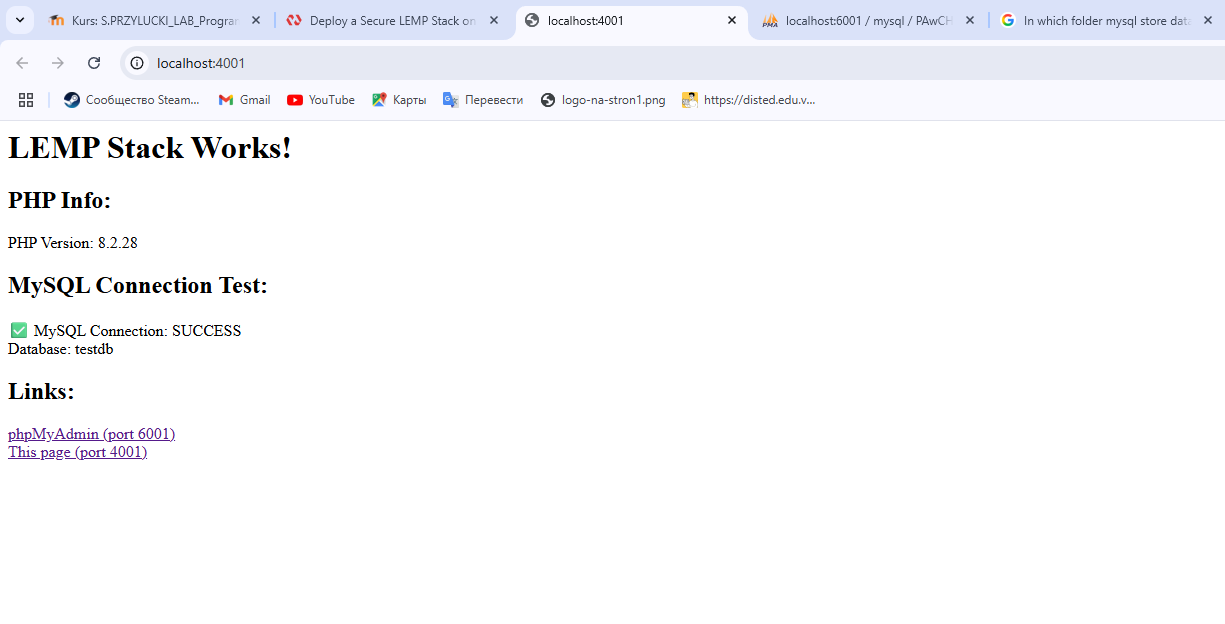 Kurs: S.PRZYLUCKI_LAB_Program
Deploy a Secure LEMP Stack on
localhost:4001
localhost:6001 / mysql / PAwCH
In which folder mysql store data
localhost:4001
Сообщество Steam...
Gmail
YouTube
Карты
Перевести
logo-na-stron1.png
https://disted.edu.v...
LEMP Stack Works!
PHP Info:
PHP Version: 8.2.28
MySQL Connection Test:
✅ MySQL Connection: SUCCESS
Database: testdb
Links:
phpMyAdmin (port 6001)
This page (port 4001)